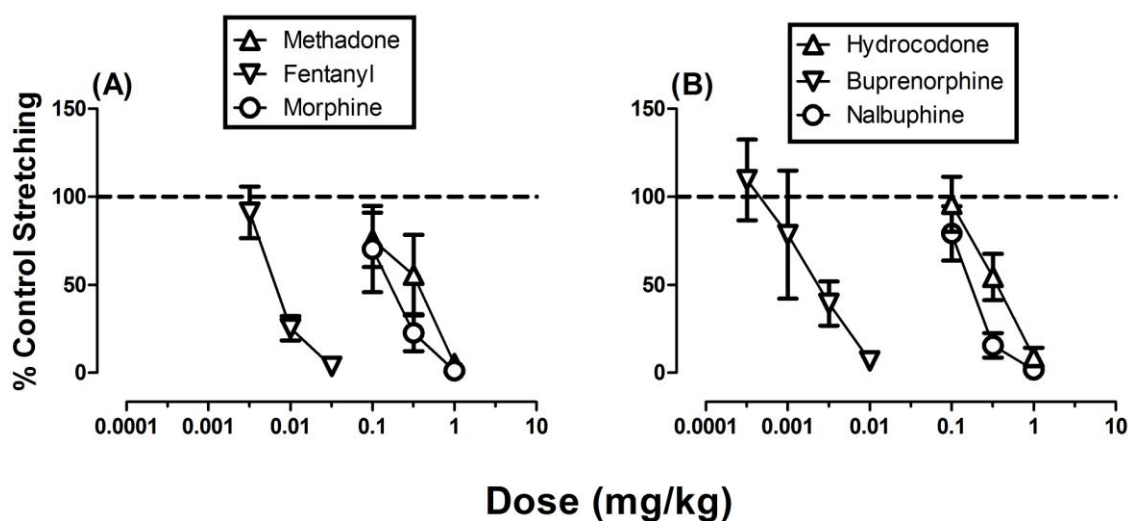 Methadone
Fentanyl
Morphine
Hydrocodone
Buprenorphine
Nalbuphine
(A)
(B)
% Control Stretching
150
100
50
0
150
100
50
0
0.0001 0.001 0.01 0.1 1 10
0.0001 0.001 0.01 0.1 1 10
Dose (mg/kg)